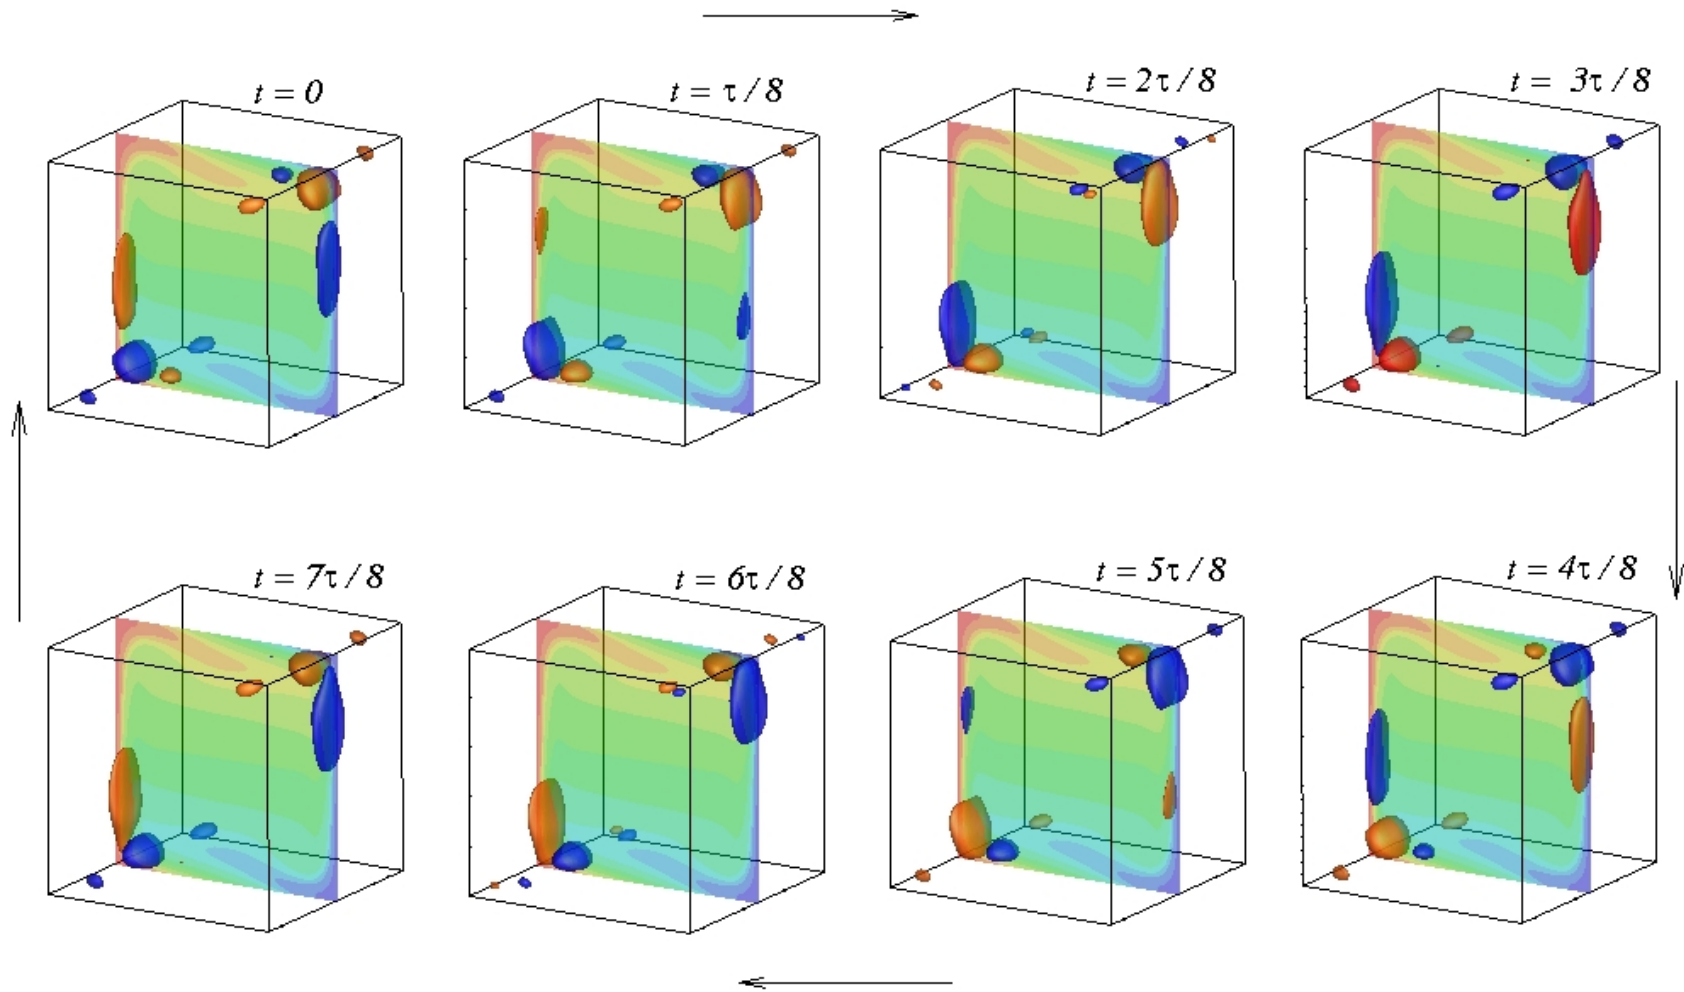 t = 0
t = τ / 8
t = 2τ / 8
t = 3τ / 8
t = 7τ / 8
t = 6τ / 8
t = 5τ / 8
t = 4τ / 8